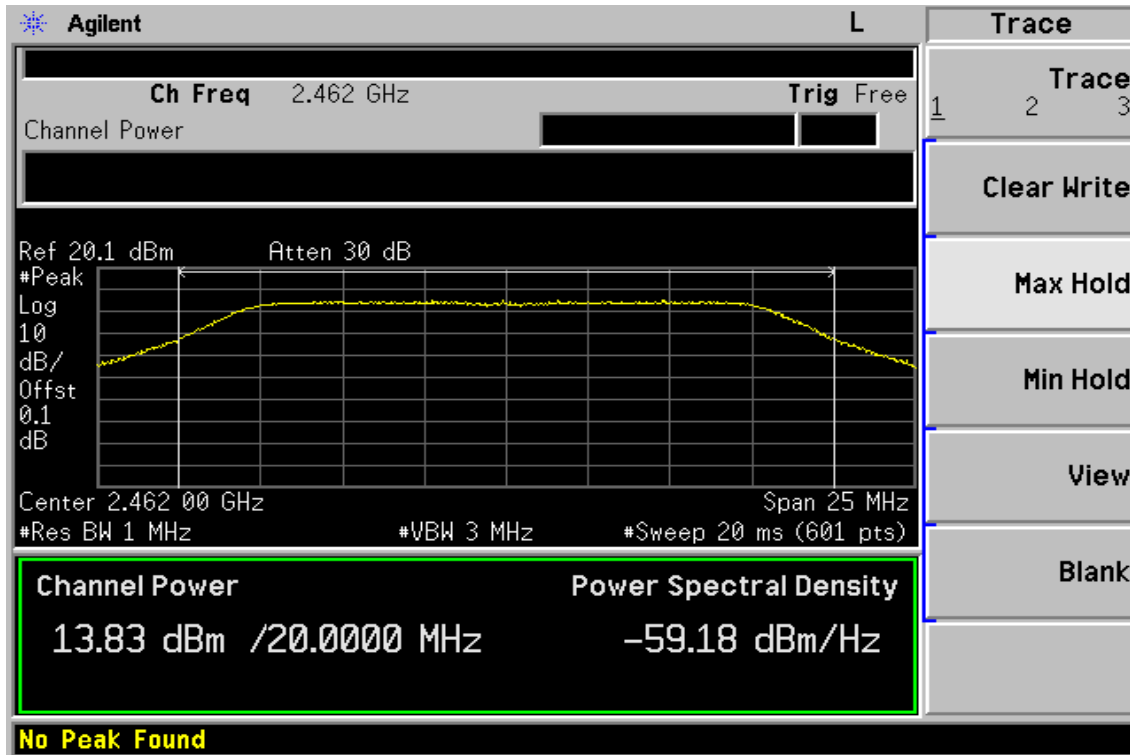 Agilent L Trace
Ch Freq 2.462 GHz Trig Free
Channel Power
Trace
1 2 3
Clear Write
Max Hold
Min Hold
View
Blank
Ref 20.1 dBm Atten 30 dB
#Peak
Log
10
dB/
Offst
0.1
dB
Center 2.462 00 GHz Span 25 MHz
#Res BW 1 MHz #VBW 3 MHz #Sweep 20 ms (601 pts)
Channel Power Power Spectral Density
13.83 dBm /20.0000 MHz -59.18 dBm/Hz
No Peak Found